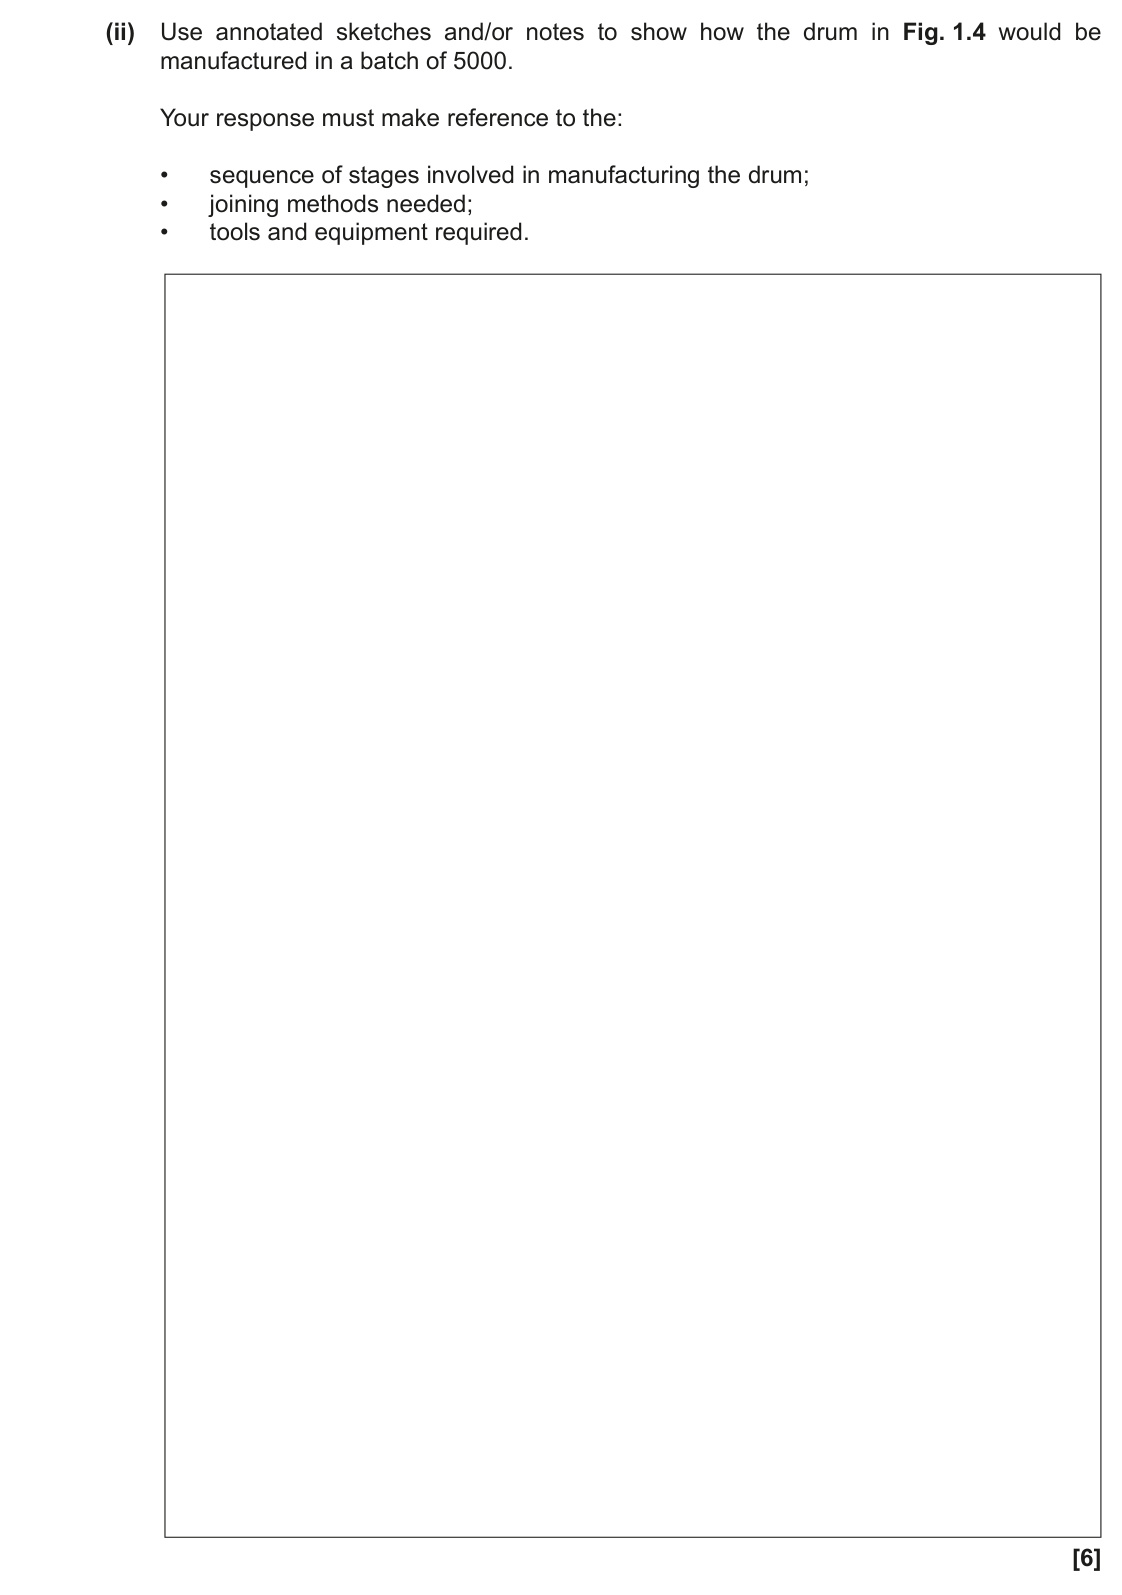 (ii) Use annotated sketches and/or notes to show how the drum in Fig. 1.4 would be
manufactured in a batch of 5000.
Your response must make reference to the:
• sequence of stages involved in manufacturing the drum;
• joining methods needed;
• tools and equipment required.
[6]